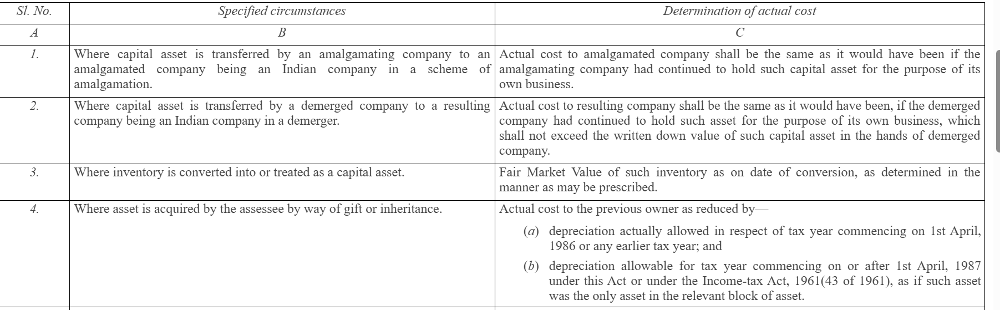 Sl. No. Specified circumstances Determination of actual cost
A B C
1. Where capital asset is transferred by an amalgamating company to an
amalgamated company being an Indian company in a scheme of
amalgamation.
Actual cost to amalgamated company shall be the same as it would have been if the
amalgamating company had continued to hold such capital asset for the purpose of its
own business.
2. Where capital asset is transferred by a demerged company to a resulting
company being an Indian company in a demerger.
Actual cost to resulting company shall be the same as it would have been, if the demerged
company had continued to hold such asset for the purpose of its own business, which
shall not exceed the written down value of such capital asset in the hands of demerged
company.
3. Where inventory is converted into or treated as a capital asset.
Fair Market Value of such inventory as on date of conversion, as determined in the
manner as may be prescribed.
4. Where asset is acquired by the assessee by way of gift or inheritance.
Actual cost to the previous owner as reduced by—
(a) depreciation actually allowed in respect of tax year commencing on 1st April,
1986 or any earlier tax year; and
(b) depreciation allowable for tax year commencing on or after 1st April, 1987
under this Act or under the Income-tax Act, 1961(43 of 1961), as if such asset
was the only asset in the relevant block of asset.